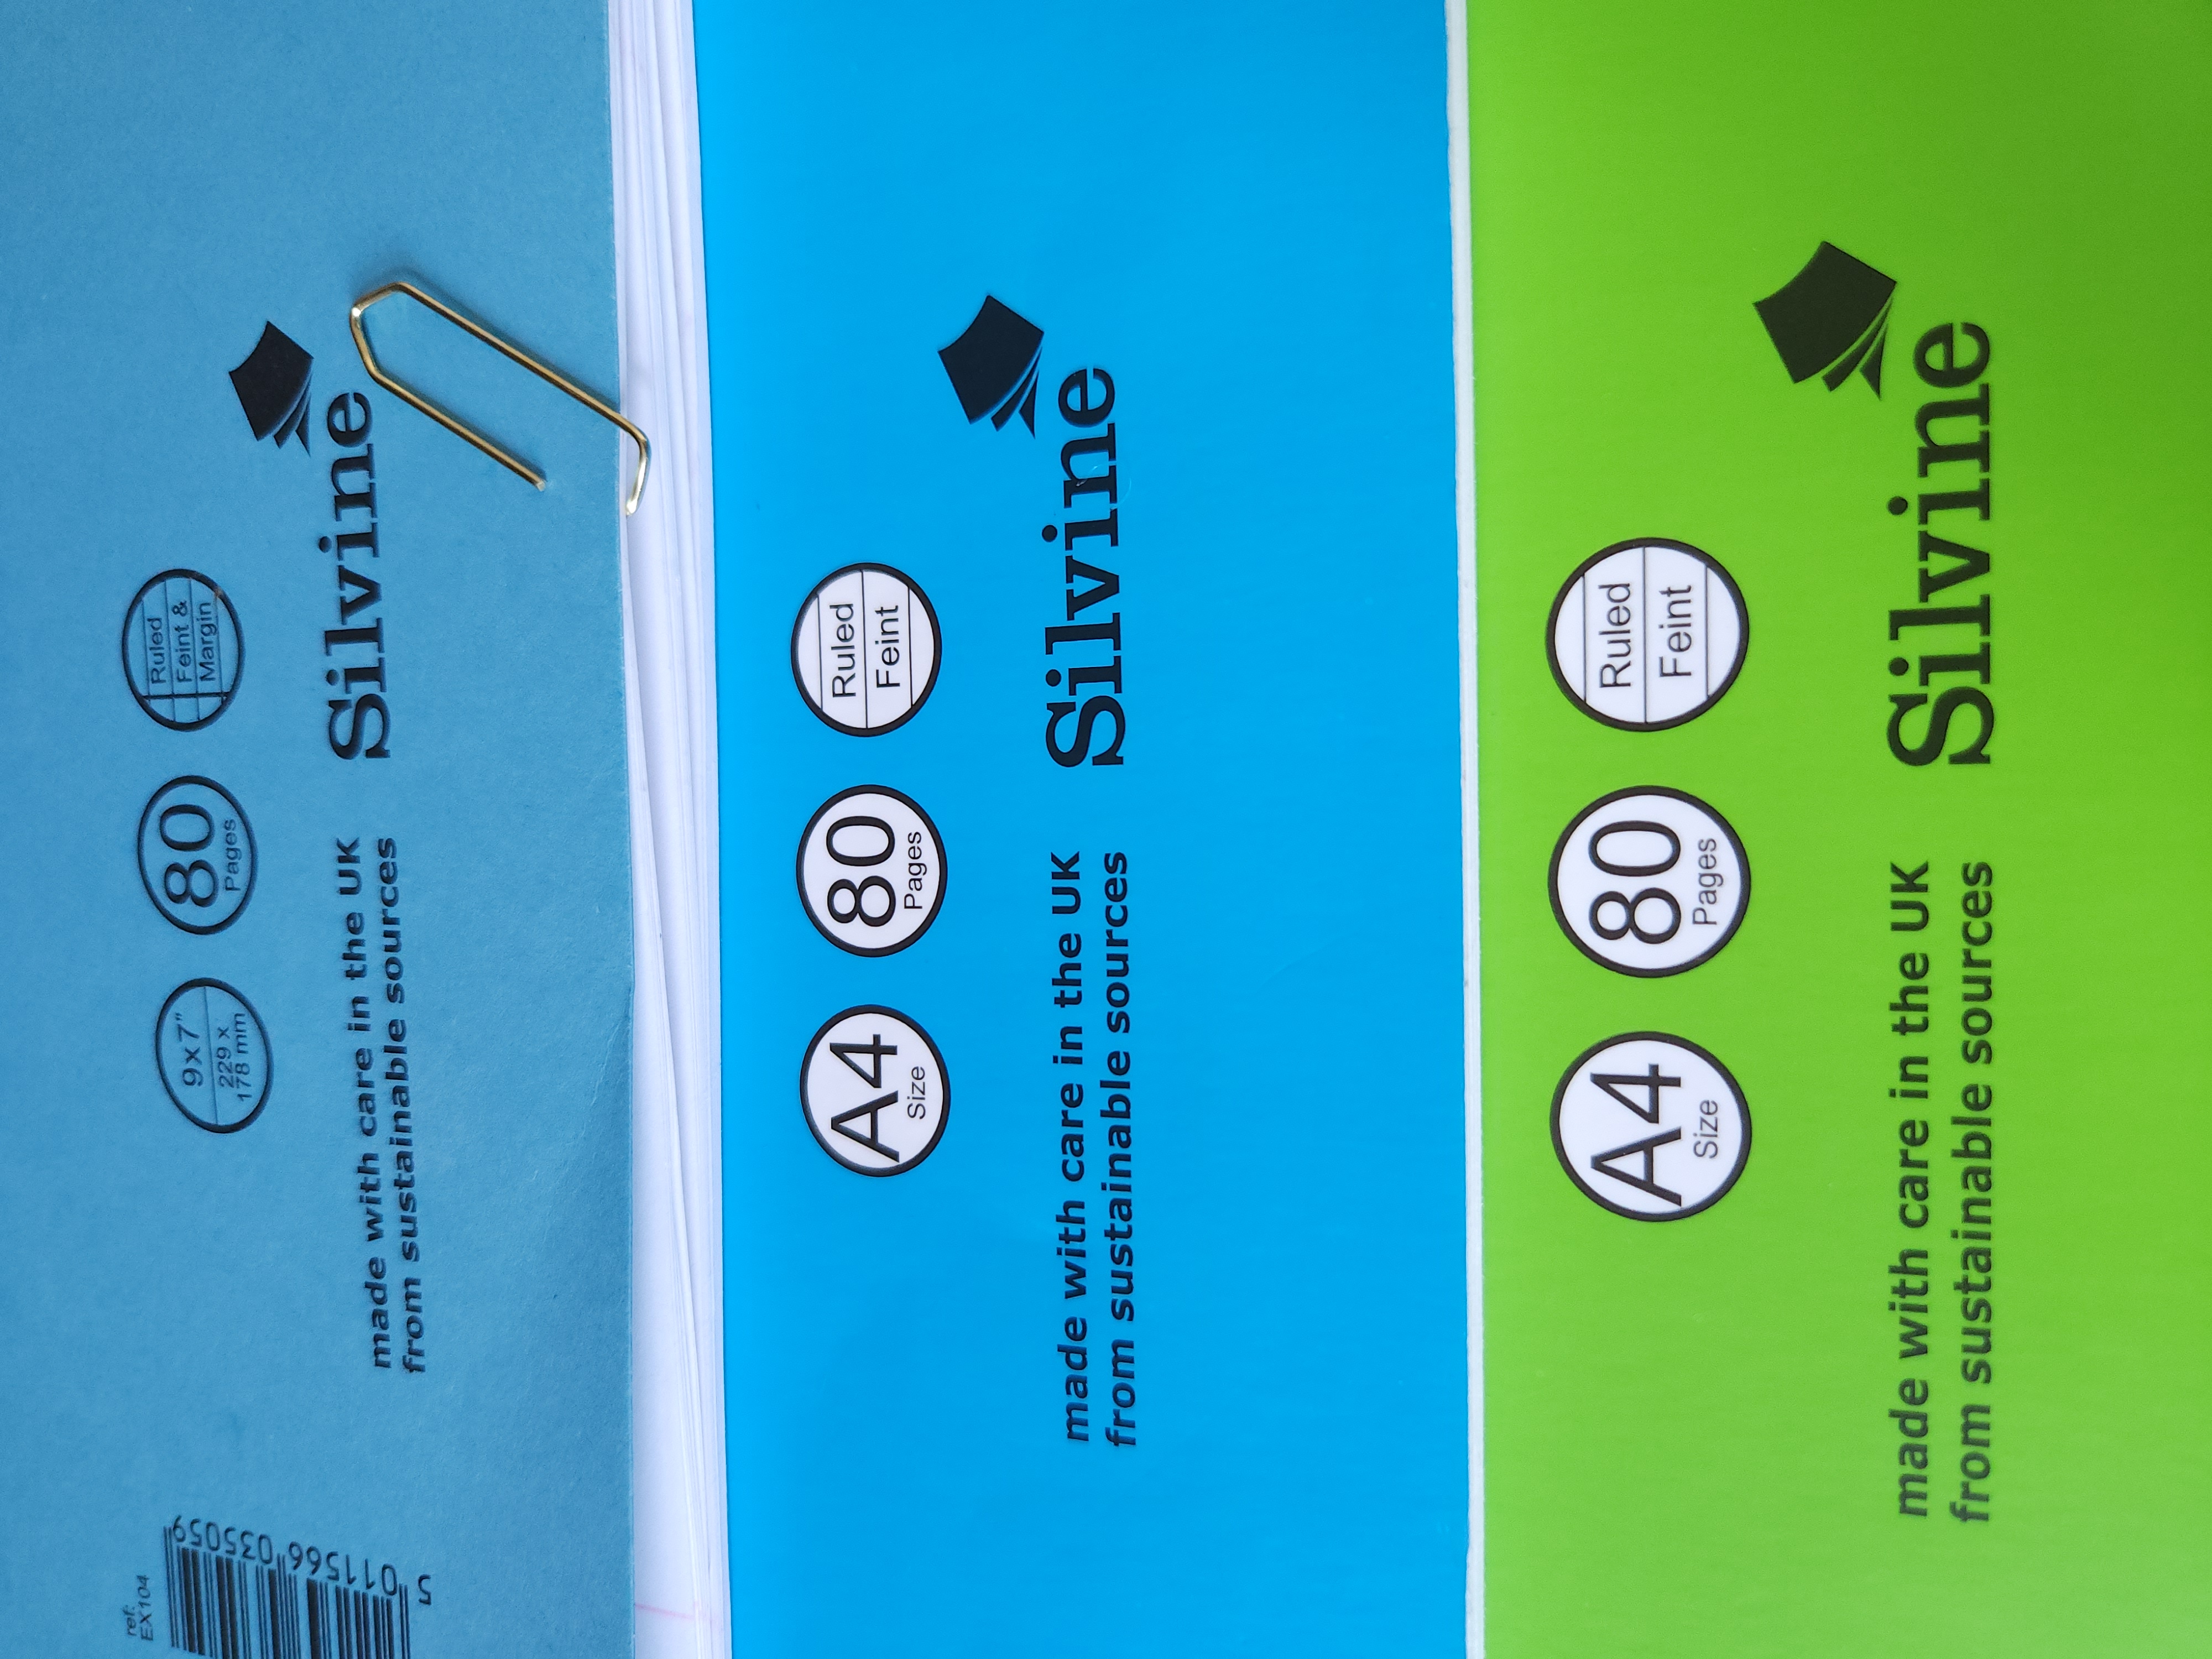 ref:
EX104
5 011566 035059
9x7"
229 x
178 mm
80
Pages
Ruled
Feint &
Margin
made with care in the UK
from sustainable sources
Silvine
A4
Size
80
Pages
Ruled
Feint
made with care in the UK
from sustainable sources
Silvine
A4
Size
80
Pages
Ruled
Feint
made with care in the UK
from sustainable sources
Silvine